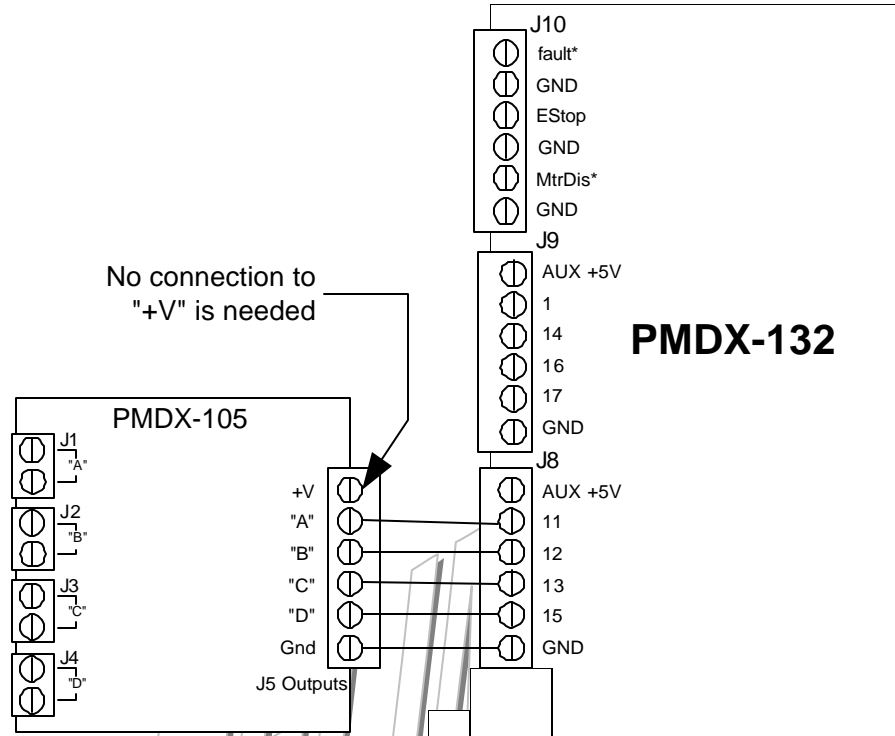 J10
fault*
GND
EStop
GND
MtrDis*
GND
J9
AUX +5V
1
14
16
17
GND
PMDX-132
J8
AUX +5V
11
12
13
15
GND
No connection to
"+V" is needed
PMDX-105
J1
"A"
J2
"B"
J3
"C"
J4
"D"
+V
"A"
"B"
"C"
"D"
Gnd
J5 Outputs